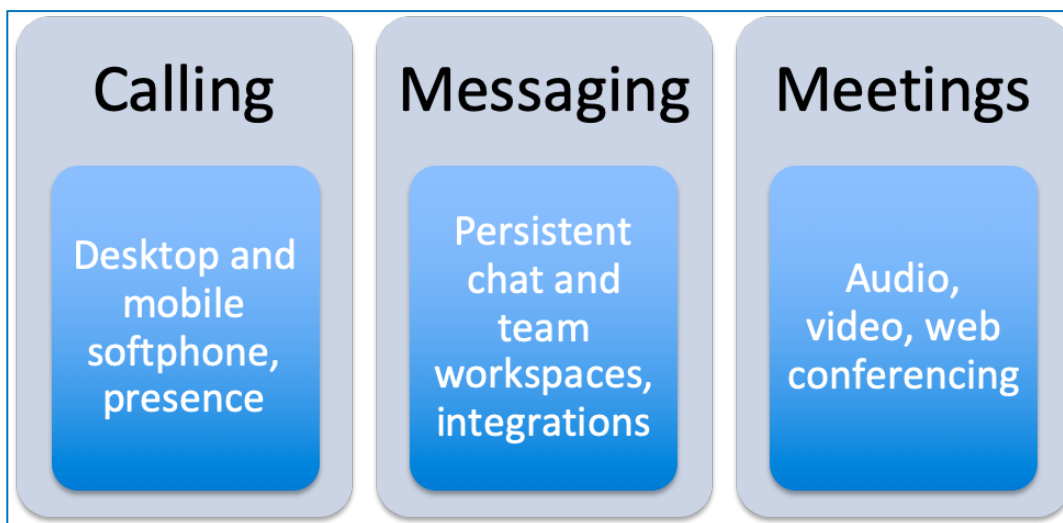 Calling
Desktop and
mobile
softphone,
presence
Messaging
Persistent
chat and
team
workspaces,
integrations
Meetings
Audio,
video, web
conferencing